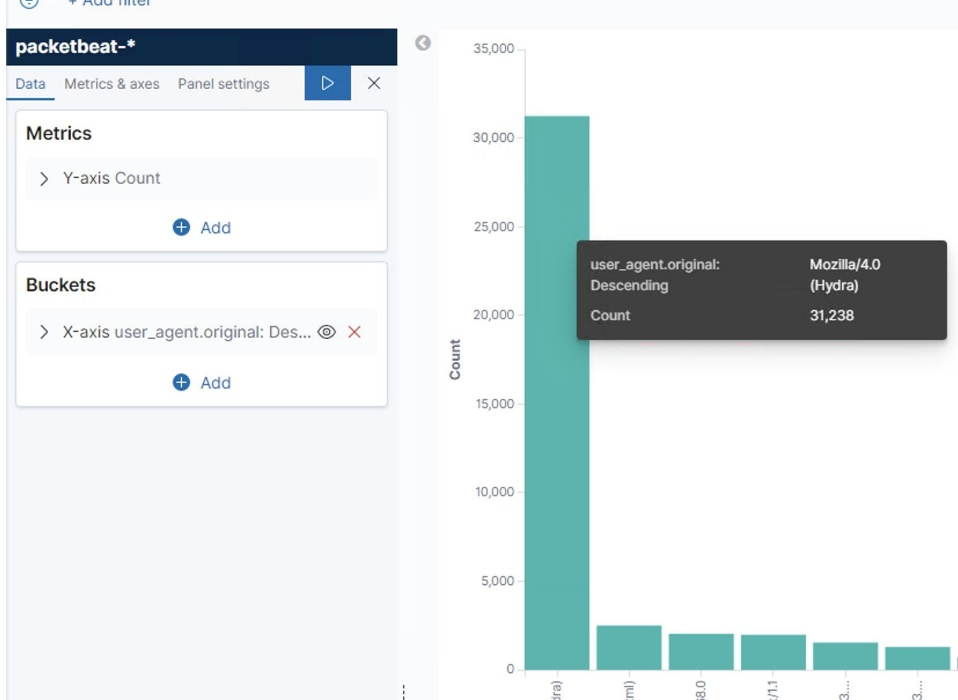 + Add filter
packetbeat-*
Data Metrics & axes Panel settings
Metrics
Y-axis Count
Add
Buckets
X-axis user_agent.original: Des...
Add
35,000
30,000
25,000
20,000
15,000
10,000
5,000
0
Count
user_agent.original: Mozilla/4.0
Descending (Hydra)
Count 31,238
dra)
ml)
8.0
/1.1
3...
3...